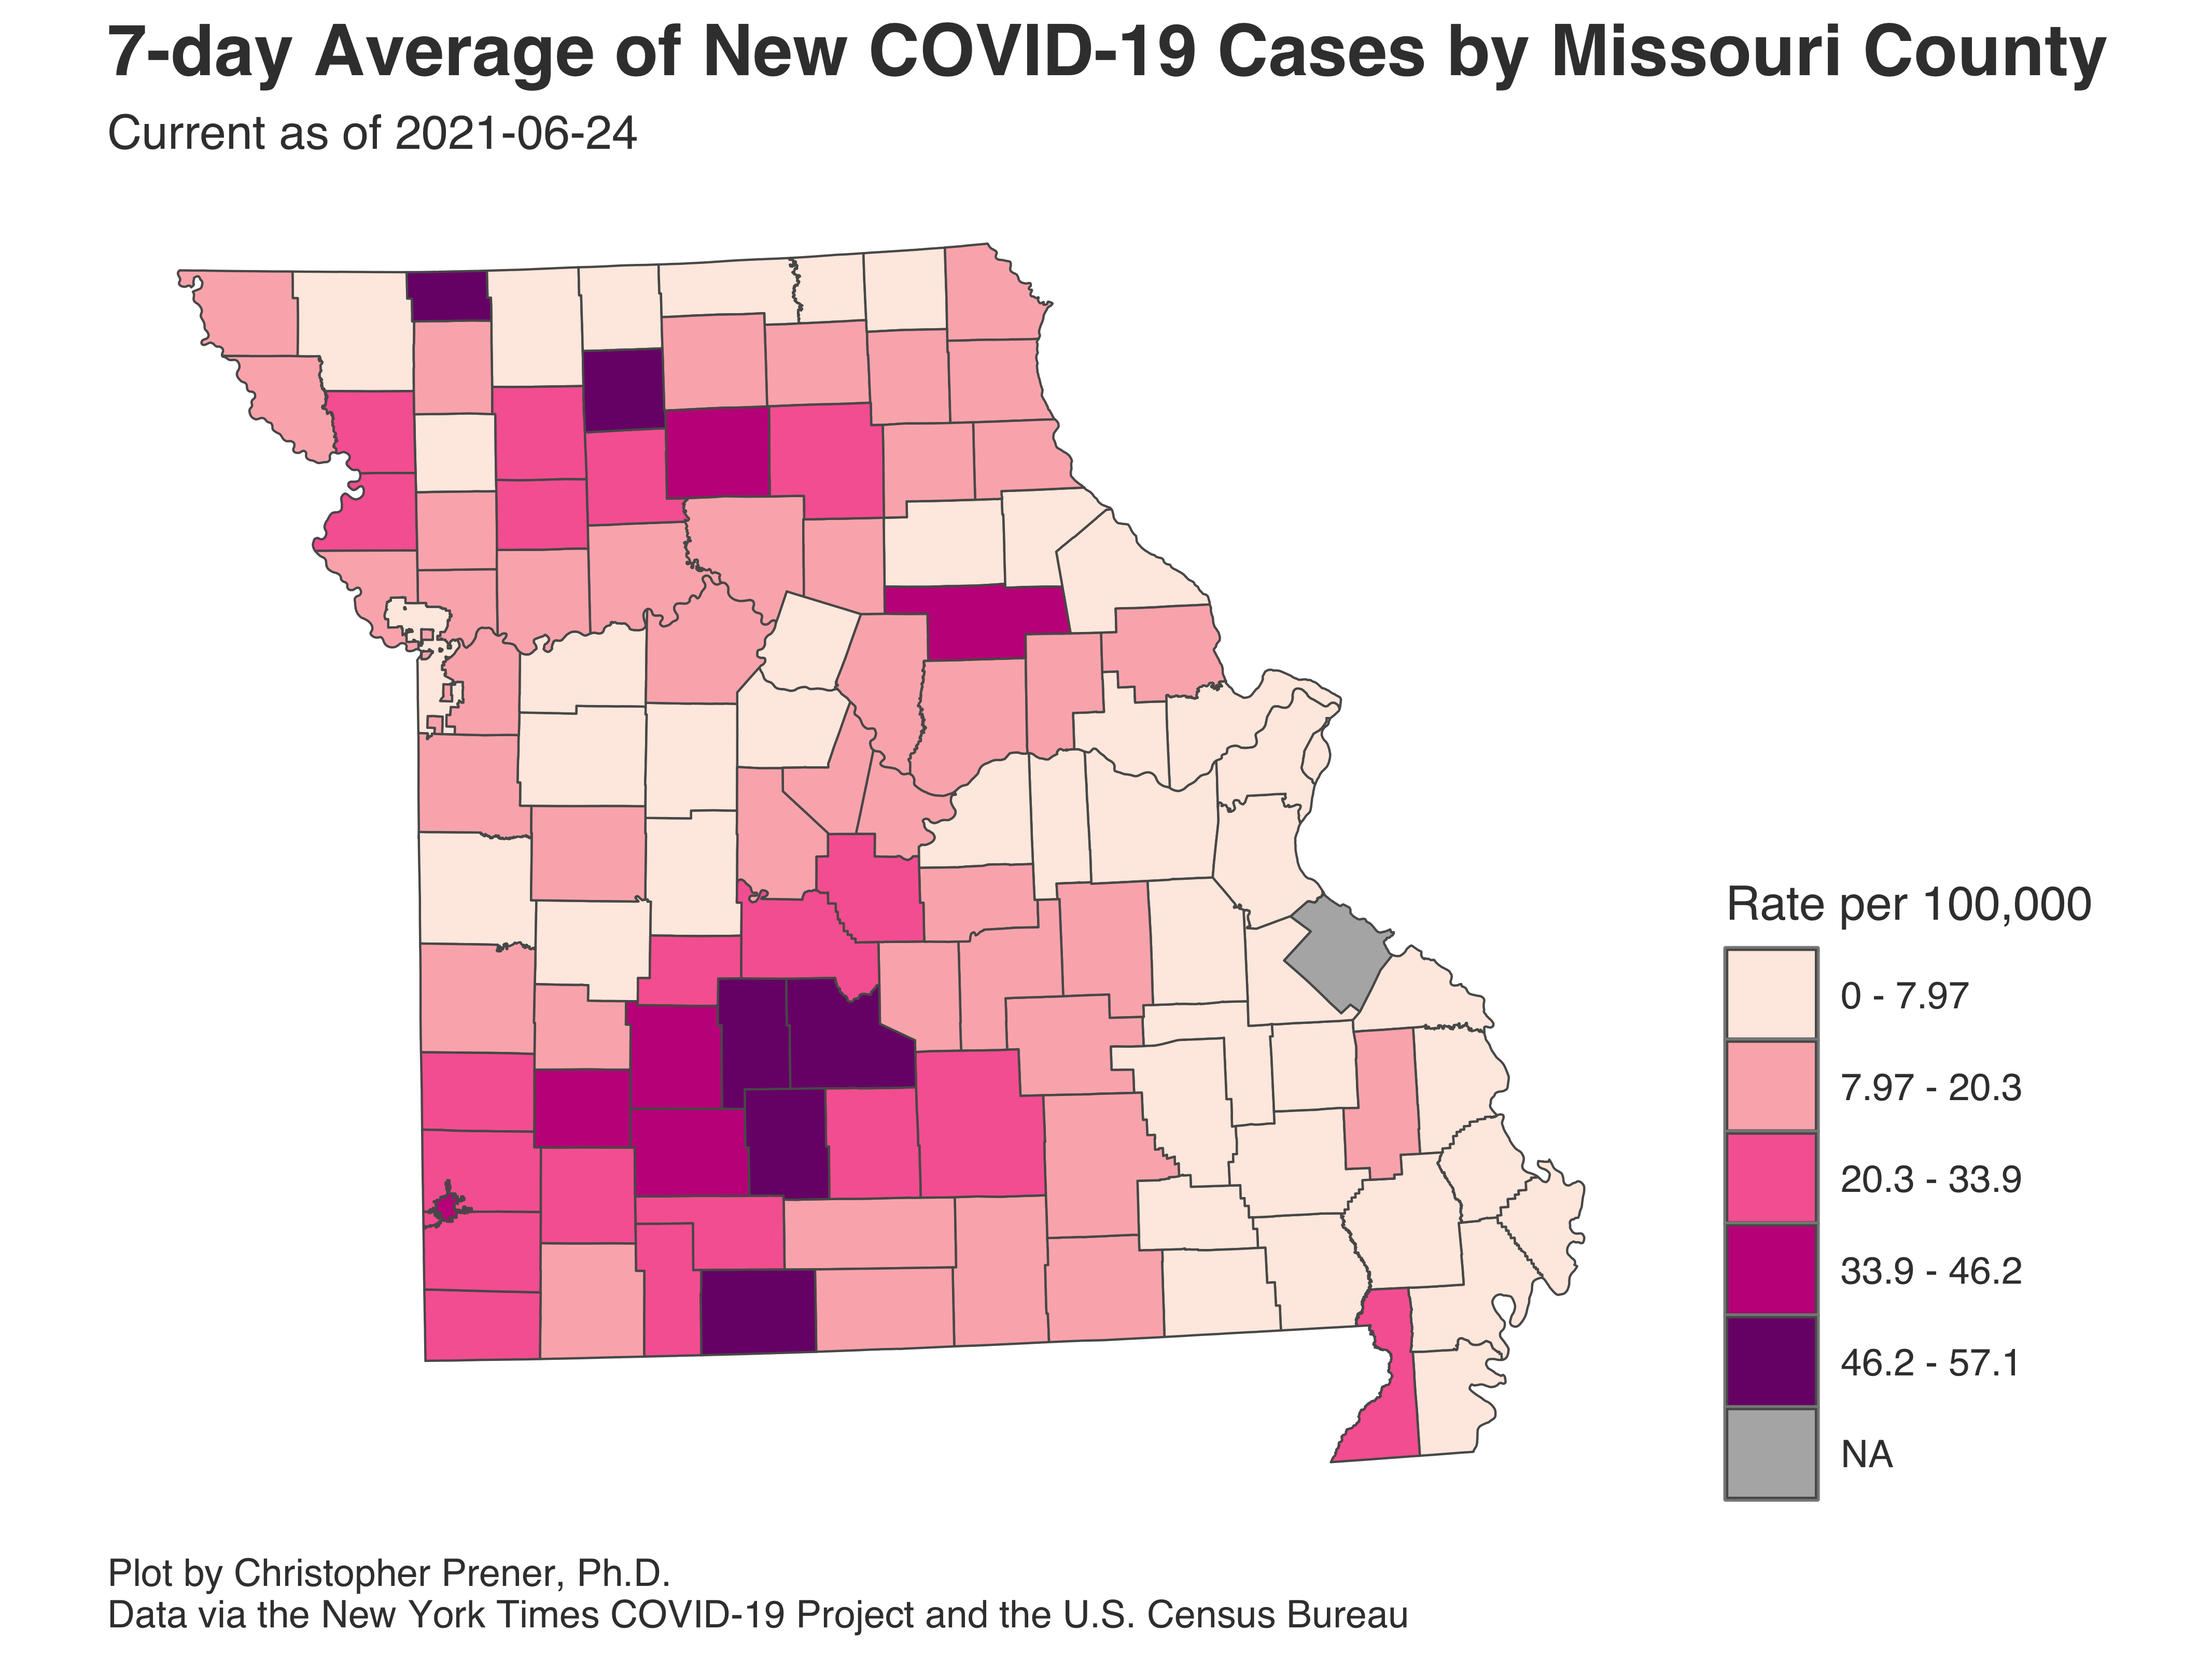 7-day Average of New COVID-19 Cases by Missouri County
Current as of 2021-06-24
Rate per 100,000
0 - 7.97
7.97 - 20.3
20.3 - 33.9
33.9 - 46.2
46.2 - 57.1
NA
Plot by Christopher Prener, Ph.D.
Data via the New York Times COVID-19 Project and the U.S. Census Bureau